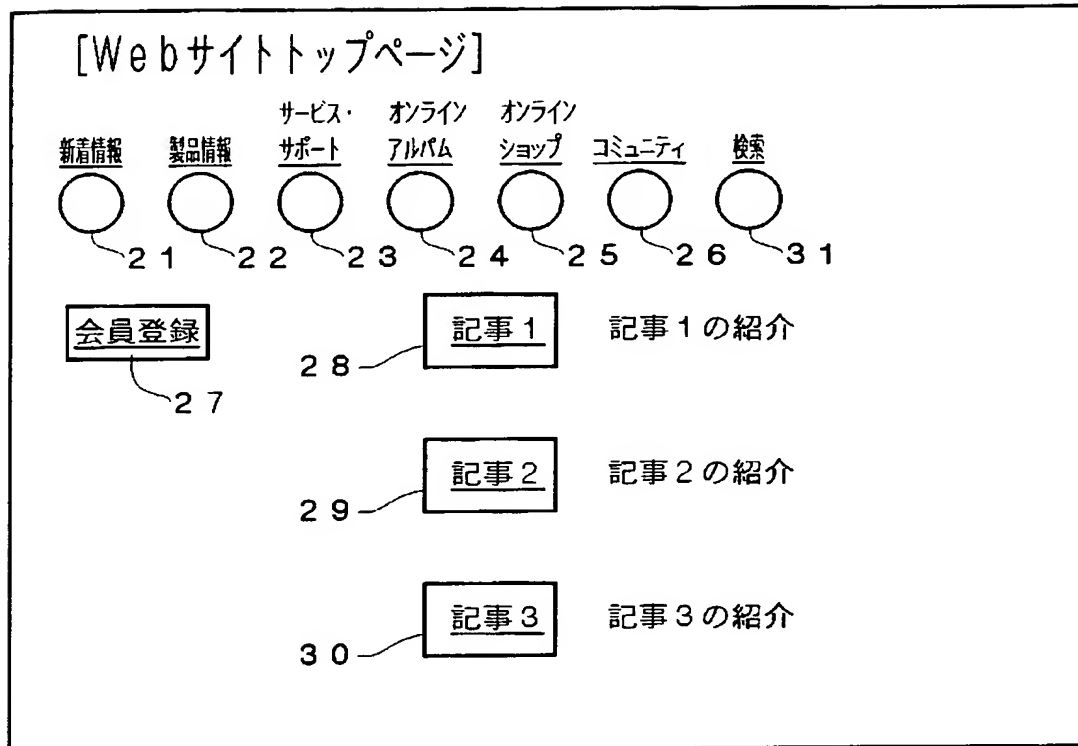 [Webサイトトップページ]
サービス・ オンライン オンライン
新着情報 製品情報 サポート アルバム ショップ コミュニティ 検索
21 22 23 24 25 26 31
会員登録 記事1 記事1の紹介
28
27
記事2 記事2の紹介
29
記事3 記事3の紹介
30